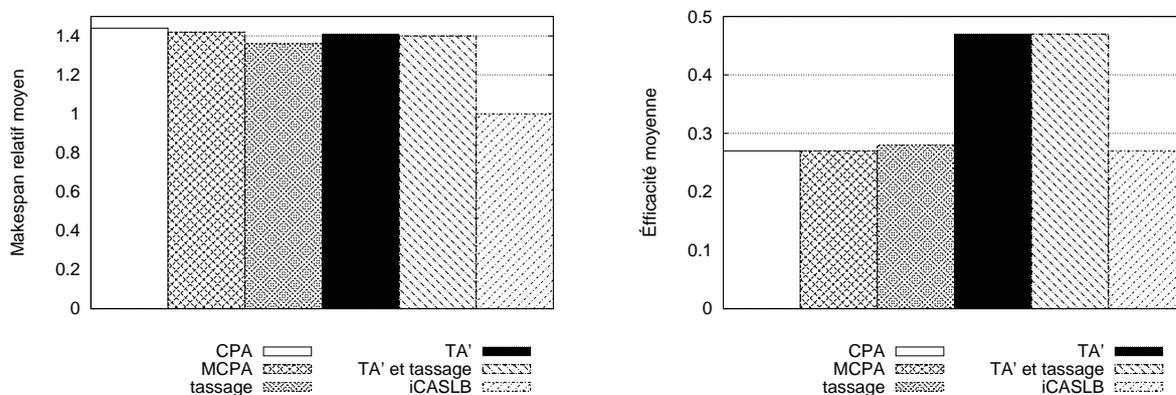 Makespan relatif moyen
1.4
1.2
1
0.8
0.6
0.4
0.2
0
CPA
MCPA
tassage
TA'
TA' et tassage
iCASLB
Éfficacité moyenne
0.5
0.4
0.3
0.2
0.1
0
CPA
MCPA
tassage
TA'
TA' et tassage
iCASLB